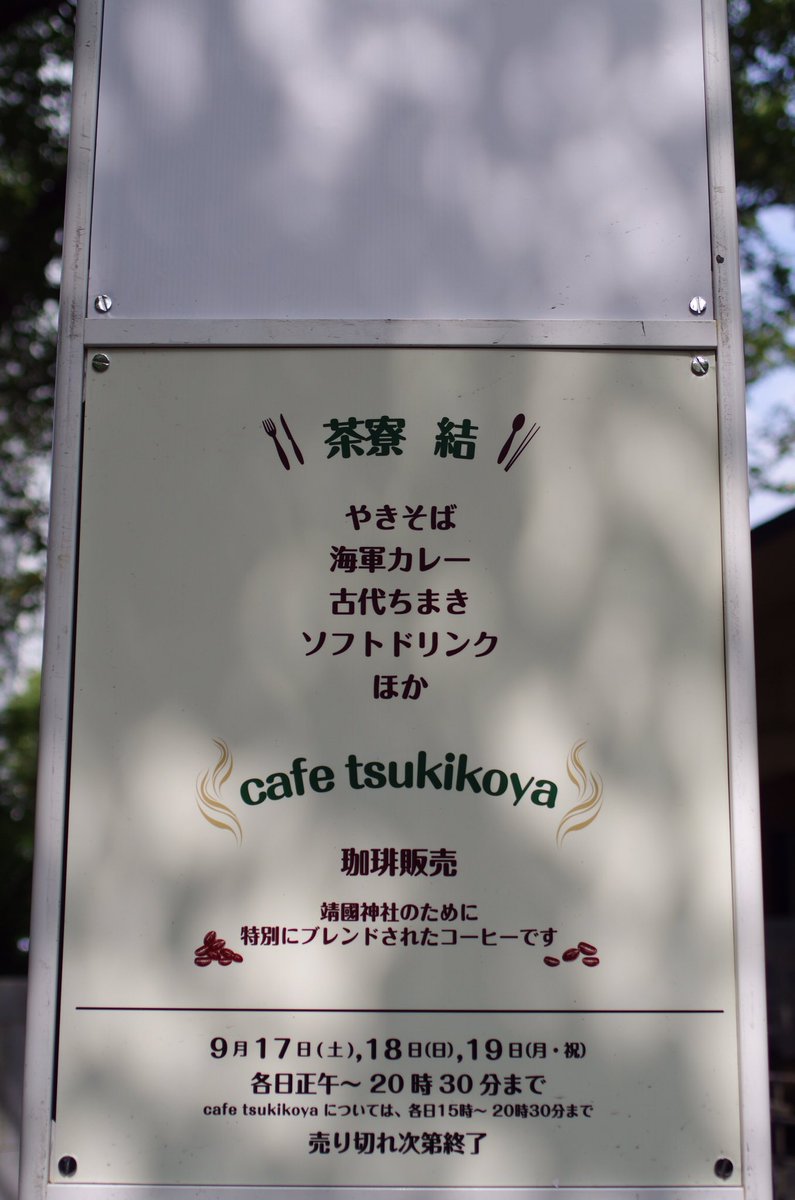 茶寮 結
やきそば
海軍カレー
古代ちまき
ソフトドリンク
ほか
cafe tsukikoya
珈琲販売
靖國神社のために
特別にブレンドされたコーヒーです
9月17日(土),18日(日),19日(月・祝)
各日正午～20時30分まで
cafe tsukikoya については、各日15時～20時30分まで
売り切れ次第終了